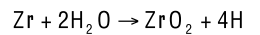 Zr + 2H₂O → ZrO₂ + 4H